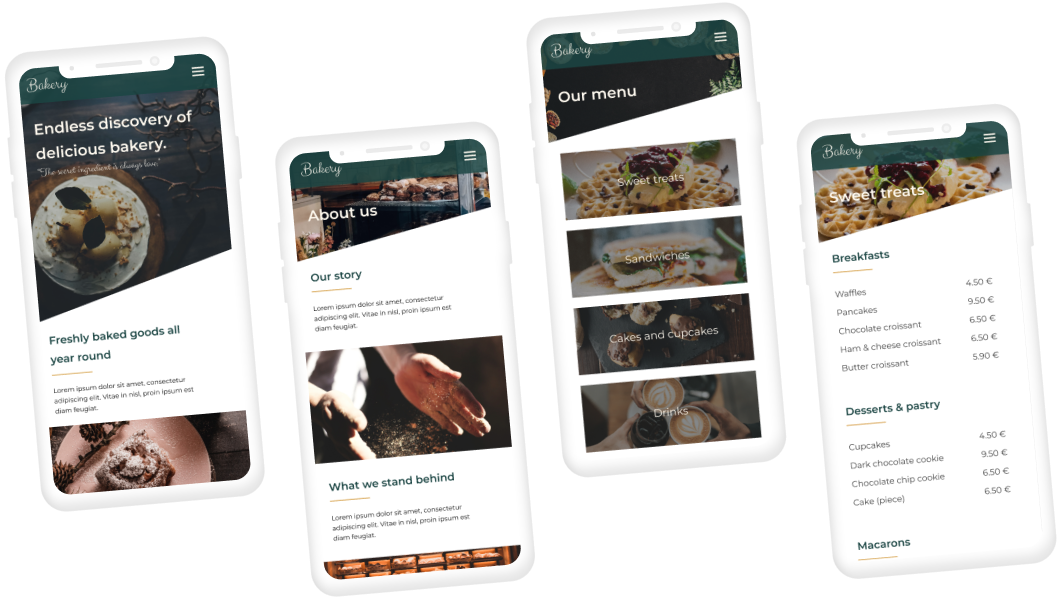 Bakery
Endless discovery of
delicious bakery.
"The secret ingredient is always love."
Freshly baked goods all
year round
Lorem ipsum dolor sit amet, consectetur
adipiscing elit. Vitae in nisl, proin ipsum est
diam feugiat.
Bakery
About us
Our story
Lorem ipsum dolor sit amet, consectetur
adipiscing elit. Vitae in nisl, proin ipsum est
diam feugiat.
What we stand behind
Lorem ipsum dolor sit amet, consectetur
adipiscing elit. Vitae in nisl, proin ipsum est
diam feugiat.
Bakery
Our menu
Sweet treats
Sandwiches
Cakes and cupcakes
Drinks
Bakery
Sweet treats
Breakfasts
Waffles 4.50 €
Pancakes 9.50 €
Chocolate croissant 6.50 €
Ham & cheese croissant 6.50 €
Butter croissant 5.90 €
Desserts & pastry
Cupcakes 4.50 €
Dark chocolate cookie 9.50 €
Chocolate chip cookie 6.50 €
Cake (piece) 6.50 €
Macarons